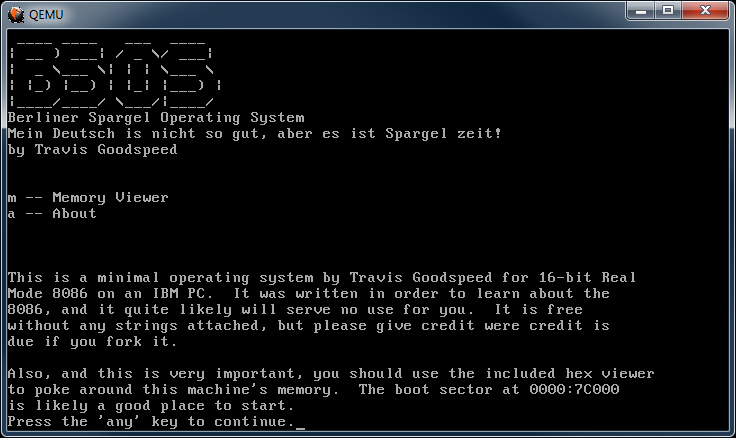 QEMU
B5OS
Berliner Spargel Operating System
Mein Deutsch is nicht so gut, aber es ist Spargel zeit!
by Travis Goodspeed
m -- Memory Viewer
a -- About
This is a minimal operating system by Travis Goodspeed for 16-bit Real
Mode 8086 on an IBM PC.  It was written in order to learn about the
8086, and it quite likely will serve no use for you.  It is free
without any strings attached, but please give credit were credit is
due if you fork it.
Also, and this is very important, you should use the included hex viewer
to poke around this machine's memory.  The boot sector at 0000:7C000
is likely a good place to start.
Press the 'any' key to continue._